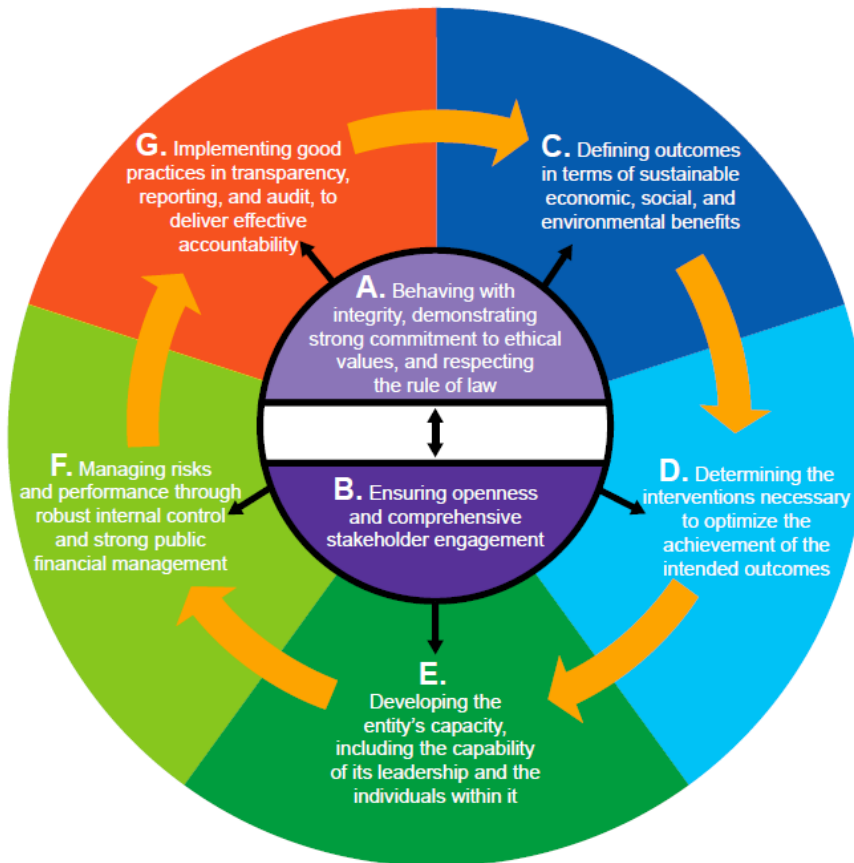 G. Implementing good
practices in transparency,
reporting, and audit, to
deliver effective
accountability
C. Defining outcomes
in terms of sustainable
economic, social, and
environmental benefits
A. Behaving with
integrity, demonstrating
strong commitment to ethical
values, and respecting
the rule of law
B. Ensuring openness
and comprehensive
stakeholder engagement
F. Managing risks
and performance through
robust internal control
and strong public
financial management
D. Determining the
interventions necessary
to optimize the
achievement of the
intended outcomes
E.
Developing the
entity's capacity,
including the capability
of its leadership and the
individuals within it